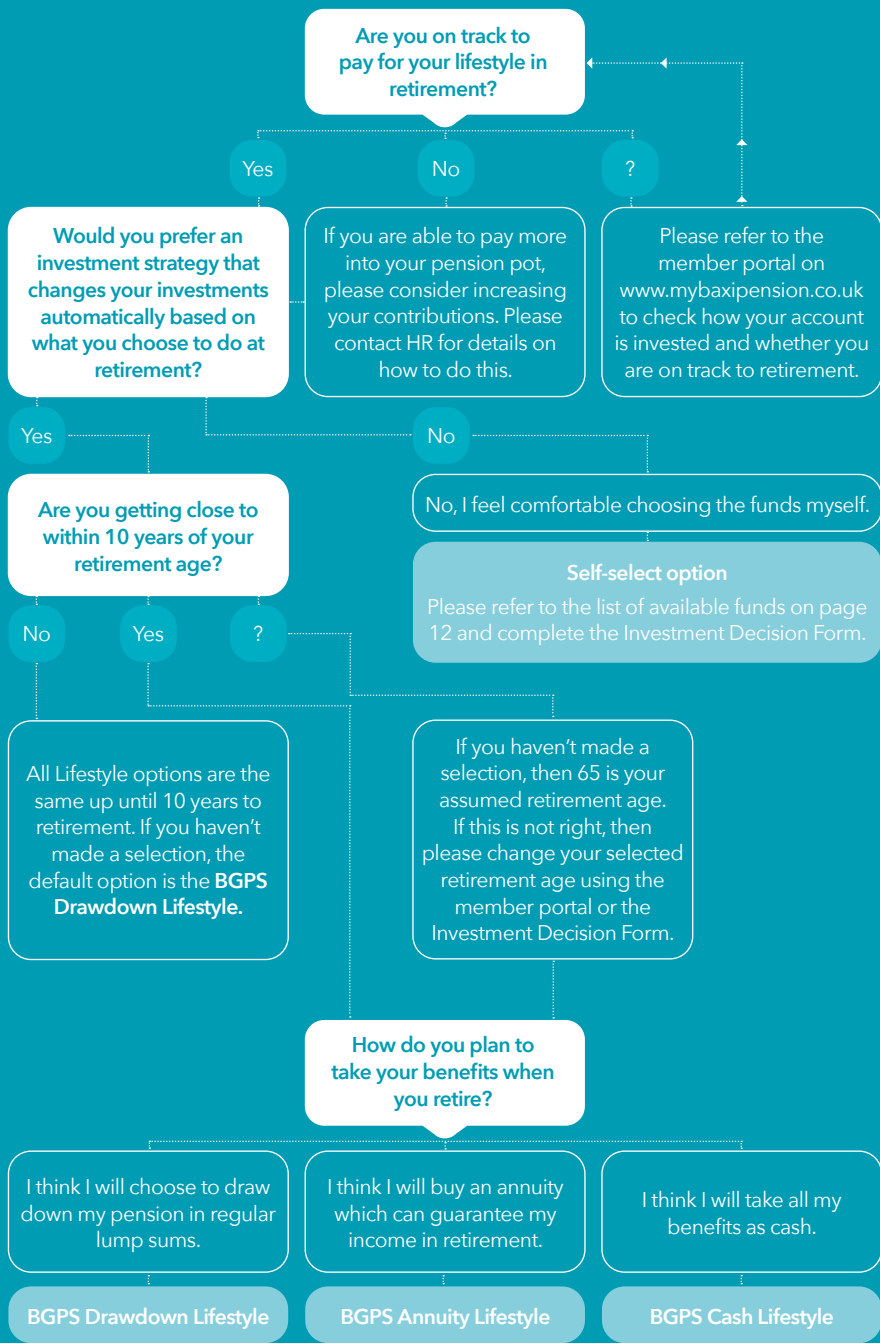 Are you on track to
pay for your lifestyle in
retirement?
Yes
No
?
Would you prefer an
investment strategy that
changes your investments
automatically based on
what you choose to do at
retirement?
If you are able to pay more
into your pension pot,
please consider increasing
your contributions. Please
contact HR for details on
how to do this.
Please refer to the
member portal on
www.mybaxipension.co.uk
to check how your account
is invested and whether you
are on track to retirement.
Yes
No
Are you getting close to
within 10 years of your
retirement age?
No, I feel comfortable choosing the funds myself.
Self-select option
Please refer to the list of available funds on page
12 and complete the Investment Decision Form.
No
Yes
?
All Lifestyle options are the
same up until 10 years to
retirement. If you haven't
made a selection, the
default option is the BGPS
Drawdown Lifestyle.
If you haven't made a
selection, then 65 is your
assumed retirement age.
If this is not right, then
please change your selected
retirement age using the
member portal or the
Investment Decision Form.
How do you plan to
take your benefits when
you retire?
I think I will choose to draw
down my pension in regular
lump sums.
I think I will buy an annuity
which can guarantee my
income in retirement.
I think I will take all my
benefits as cash.
BGPS Drawdown Lifestyle
BGPS Annuity Lifestyle
BGPS Cash Lifestyle